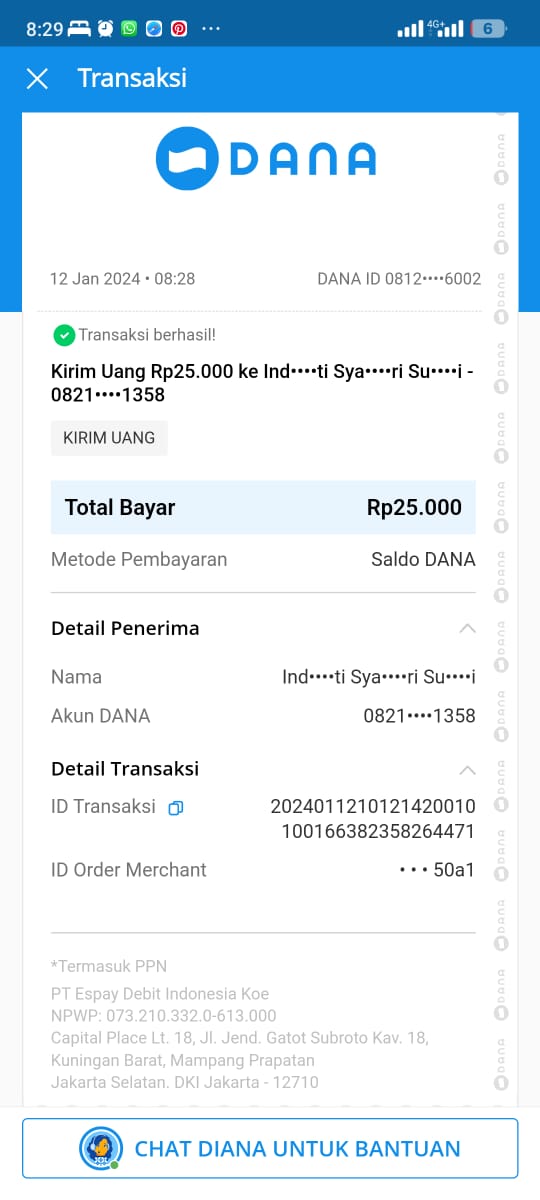 8:29 ... 4G+ 6
Transaksi
DANA
12 Jan 2024 • 08:28 DANA ID 0812••••6002
Transaksi berhasil!
Kirim Uang Rp25.000 ke Ind••••ti Sya••••ri Su••••i -
0821••••1358
KIRIM UANG
Total Bayar Rp25.000
Metode Pembayaran Saldo DANA
Detail Penerima
Nama Ind••••ti Sya••••ri Su••••i
Akun DANA 0821••••1358
Detail Transaksi
ID Transaksi 2024011210121420010
100166382358264471
ID Order Merchant • • • 50a1
*Termasuk PPN
PT Espay Debit Indonesia Koe
NPWP: 073.210.332.0-613.000
Capital Place Lt. 18, Jl. Jend. Gatot Subroto Kav. 18,
Kuningan Barat, Mampang Prapatan
Jakarta Selatan. DKI Jakarta - 12710
CHAT DIANA UNTUK BANTUAN